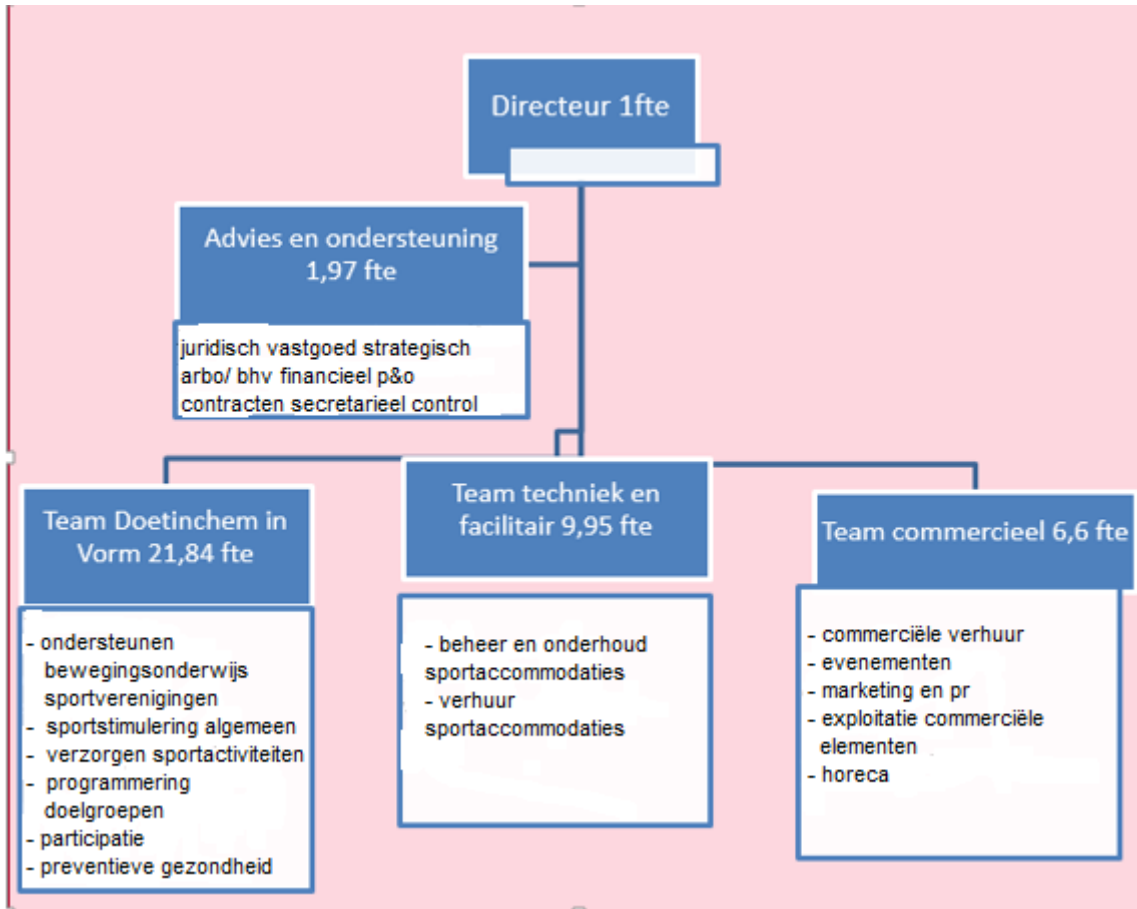 Directeur 1fte
Advies en ondersteuning
1,97 fte
juridisch vastgoed strategisch
arbo/ bhv financieel p&o
contracten secretarieel control
Team Doetinchem in
Vorm 21,84 fte
- ondersteunen
bewegingsonderwijs
sportverenigingen
- sportstimulering algemeen
- verzorgen sportactiviteiten
- programmering
doelgroepen
- participatie
- preventieve gezondheid
Team techniek en
facilitair 9,95 fte
- beheer en onderhoud
sportaccommodaties
- verhuur
sportaccommodaties
Team commercieel 6,6 fte
- commerciële verhuur
- evenementen
- marketing en pr
- exploitatie commerciële
elementen
- horeca